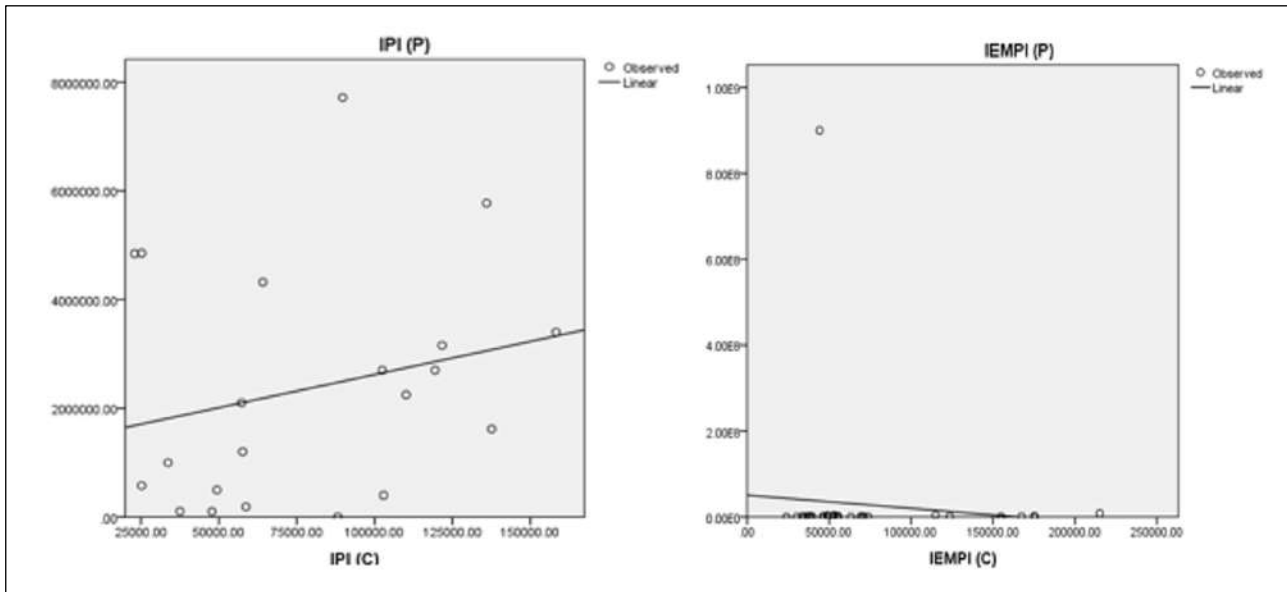 IPI (P)
Observed
Linear
8000000.00
6000000.00
4000000.00
2000000.00
.00
25000.00 50000.00 75000.00 100000.00 125000.00 150000.00
IPI (C)
IEMPI (P)
Observed
Linear
1.00E9
8.00E8
6.00E8
4.00E8
2.00E8
0.00E0
.00 50000.00 100000.00 150000.00 200000.00 250000.00
IEMPI (C)